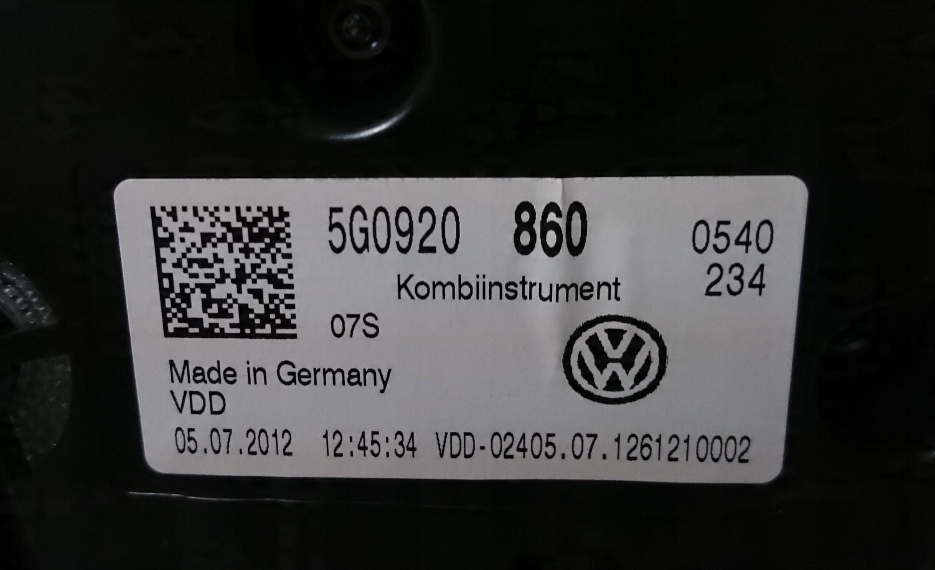 5G0920 860 0540
Kombiinstrument 234
07S
Made in Germany
VDD
05.07.2012 12:45:34 VDD-02405.07.1261210002